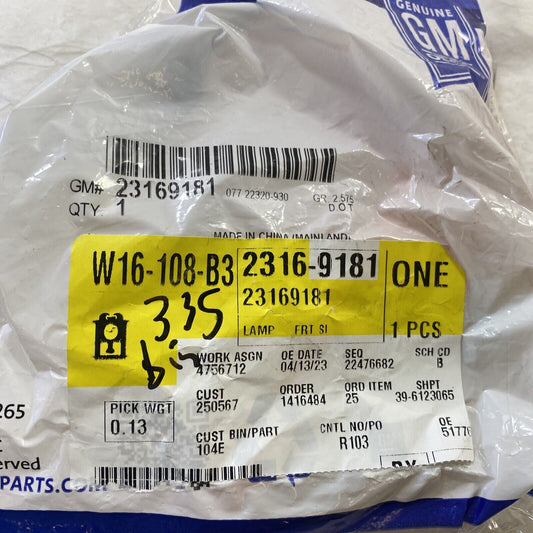 GENUINE
GM
GM# 23169181 077 22320-930 GR. 2.575
QTY. 1 D.O.T
MADE IN CHINA (MAINLAND)
W16-108-B3 2316-9181 ONE
23169181
335
LAMP FRT SI 1 PCS
bin
WORK ASGN OE DATE SEQ SCH CD
4756712 04/13/23 22476682 B
CUST ORDER ORD ITEM SHPT
250567 1416484 25 39-6123065
265
PICK WGT
0.13
CUST BIN/PART CNTL NO/PO OE
104E R103 5177
erved
PARTS.COM